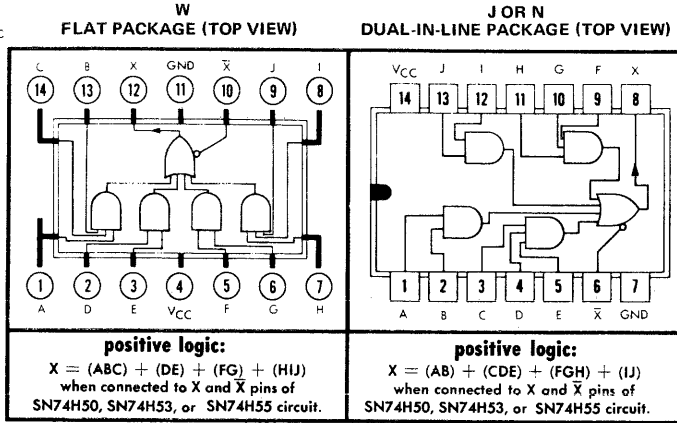 W
FLAT PACKAGE (TOP VIEW)
C B X GND X̅ J I
14 13 12 11 10 9 8
1 2 3 4 5 6 7
A D E VCC F G H
positive logic:
X = (ABC) + (DE) + (FG) + (HIJ)
when connected to X and X̅ pins of
SN74H50, SN74H53, or SN74H55 circuit.
J OR N
DUAL-IN-LINE PACKAGE (TOP VIEW)
VCC J I H G F X
14 13 12 11 10 9 8
1 2 3 4 5 6 7
A B C D E X̅ GND
positive logic:
X = (AB) + (CDE) + (FGH) + (IJ)
when connected to X and X̅ pins of
SN74H50, SN74H53, or SN74H55 circuit.